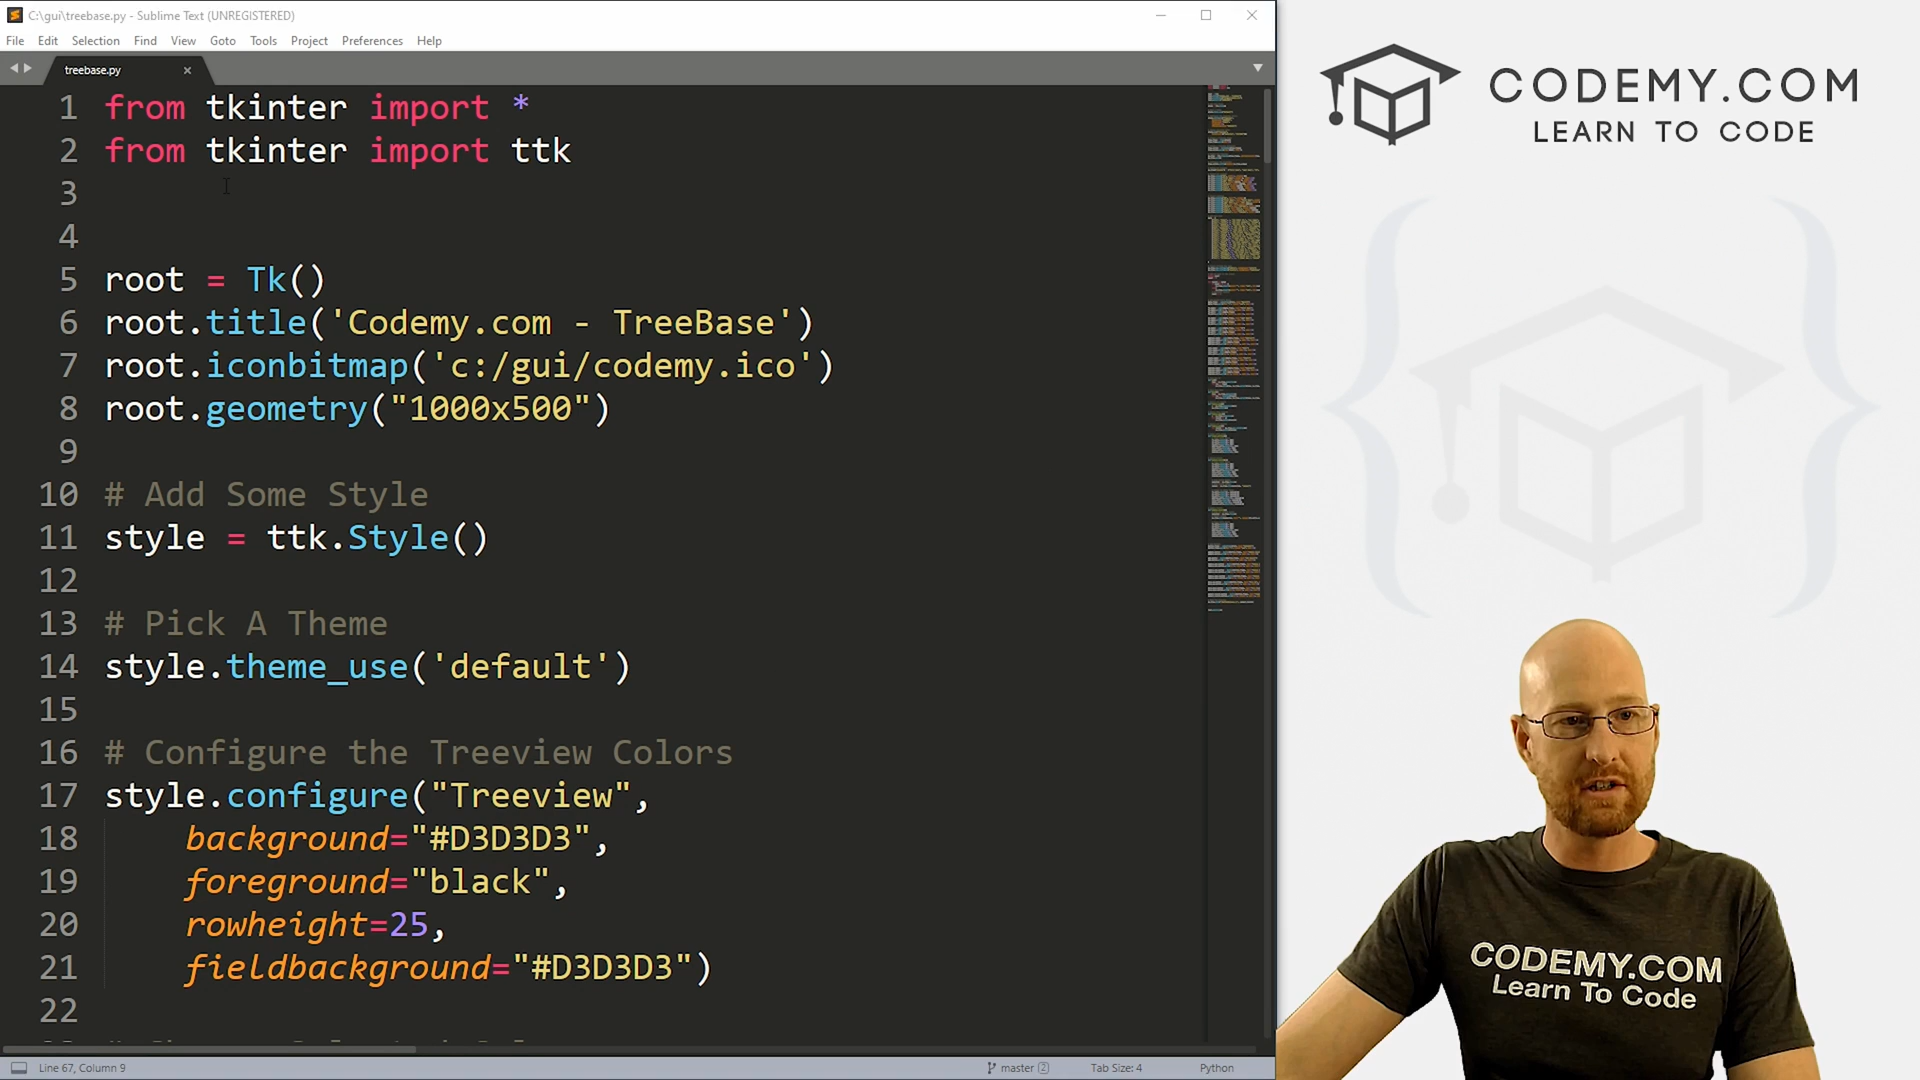 C:\gui\treebase.py - Sublime Text (UNREGISTERED)
File Edit Selection Find View Goto Tools Project Preferences Help
treebase.py
1 from tkinter import *
2 from tkinter import ttk
3
4
5 root = Tk()
6 root.title('Codemy.com - TreeBase')
7 root.iconbitmap('c:/gui/codemy.ico')
8 root.geometry("1000x500")
9
10 # Add Some Style
11 style = ttk.Style()
12
13 # Pick A Theme
14 style.theme_use('default')
15
16 # Configure the Treeview Colors
17 style.configure("Treeview",
18 background="#D3D3D3",
19 foreground="black",
20 rowheight=25,
21 fieldbackground="#D3D3D3")
22
Line 67, Column 9
master 2
Tab Size: 4
Python
CODEMY.COM
LEARN TO CODE
CODEMY.COM
Learn To Code